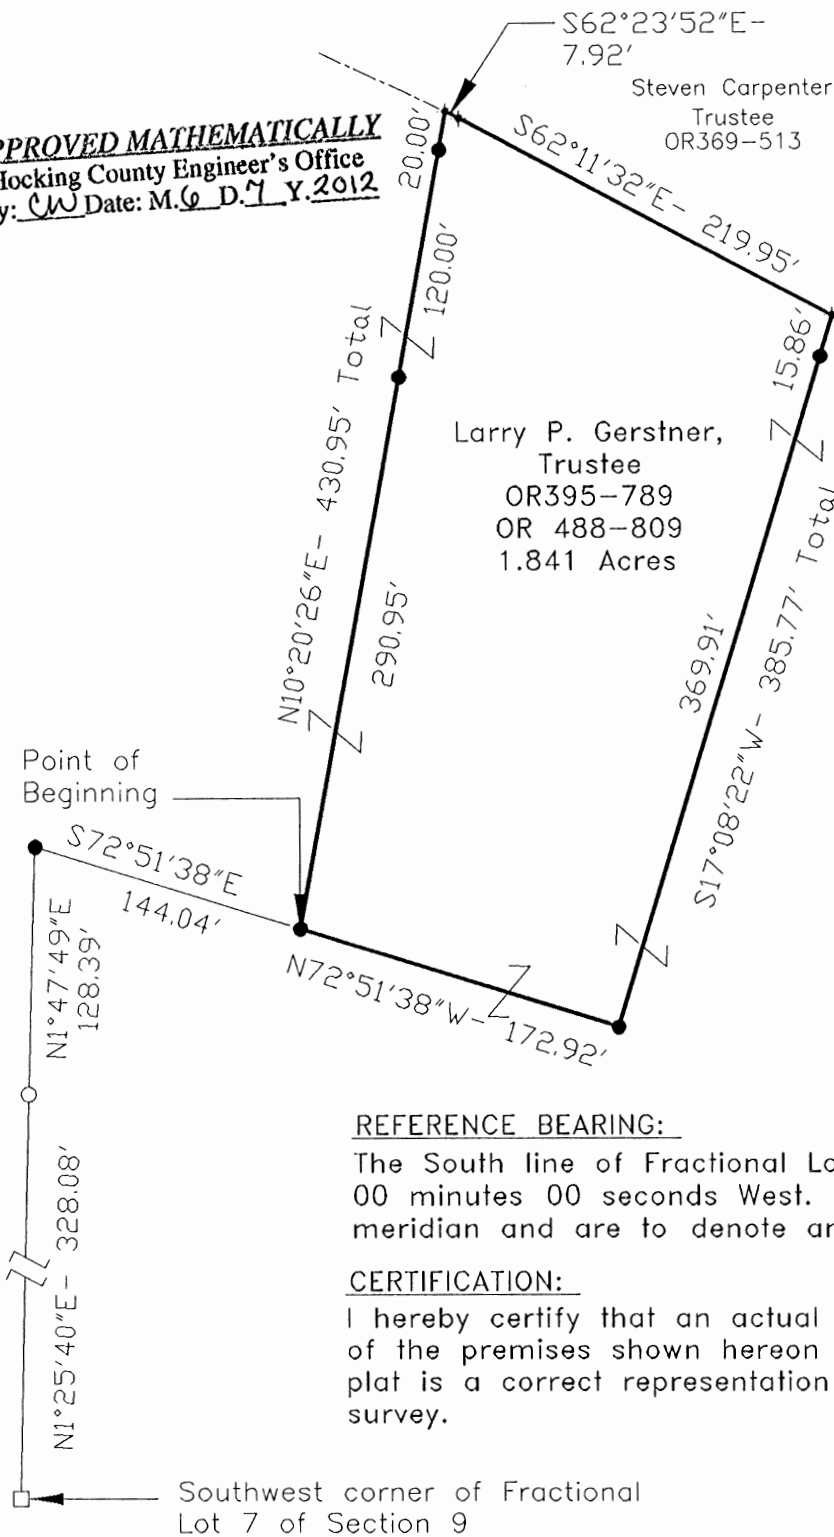 S62°23'52"E-
7.92'
Steven Carpenter
Trustee
OR369-513
PPROVED MATHEMATICALLY
Hocking County Engineer's Office
y: CW Date: M.6 D.7 Y.2012
20.00'
S62°11'32"E- 219.95'
120.00'
15.86'
N10°20'26"E- 430.95' Total
Larry P. Gerstner,
Trustee
OR395-789
OR 488-809
1.841 Acres
290.95'
369.91'
S17°08'22"W- 385.77' Total
Point of
Beginning
S72°51'38"E
144.04'
N1°47'49"E
128.39'
N72°51'38"W- 172.92'
N1°25'40"E- 328.08'
REFERENCE BEARING:
The South line of Fractional Lo
00 minutes 00 seconds West.
meridian and are to denote an
CERTIFICATION:
I hereby certify that an actual
of the premises shown hereon
plat is a correct representation
survey.
Southwest corner of Fractional
Lot 7 of Section 9